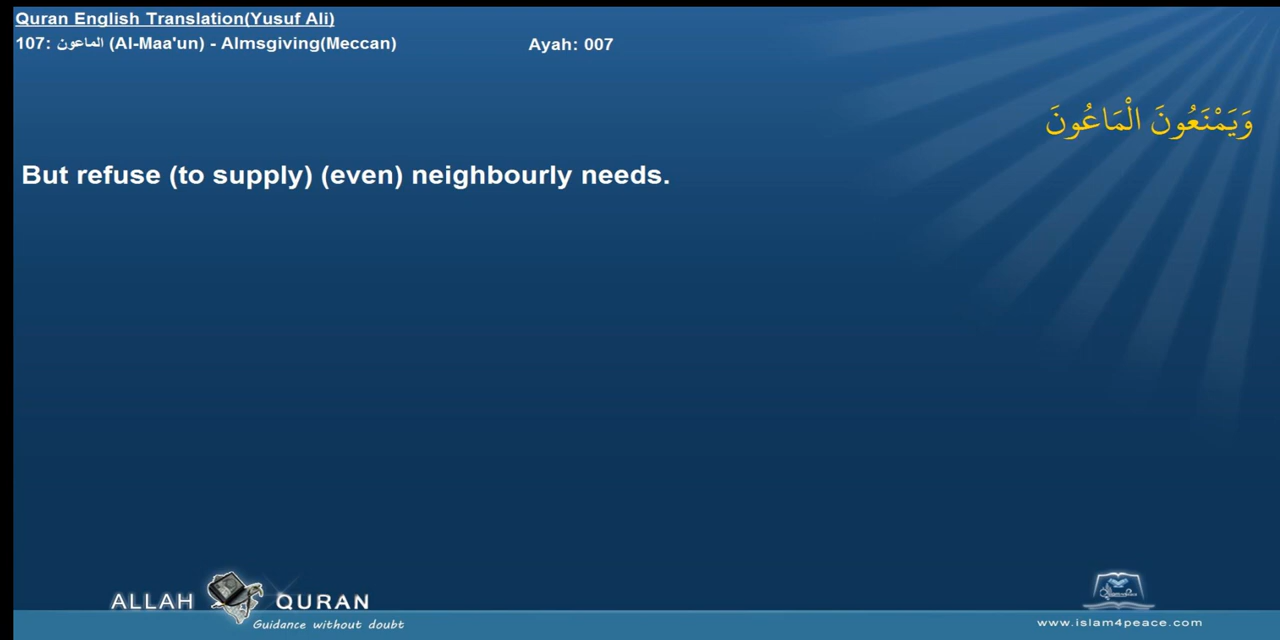 Quran English Translation(Yusuf Ali)
107: الماعون (Al-Maa'un) - Almsgiving(Meccan)
Ayah: 007
وَيَمْنَعُونَ الْمَاعُونَ
But refuse (to supply) (even) neighbourly needs.
ALLAH QURAN
Guidance without doubt
www.islam4peace.com